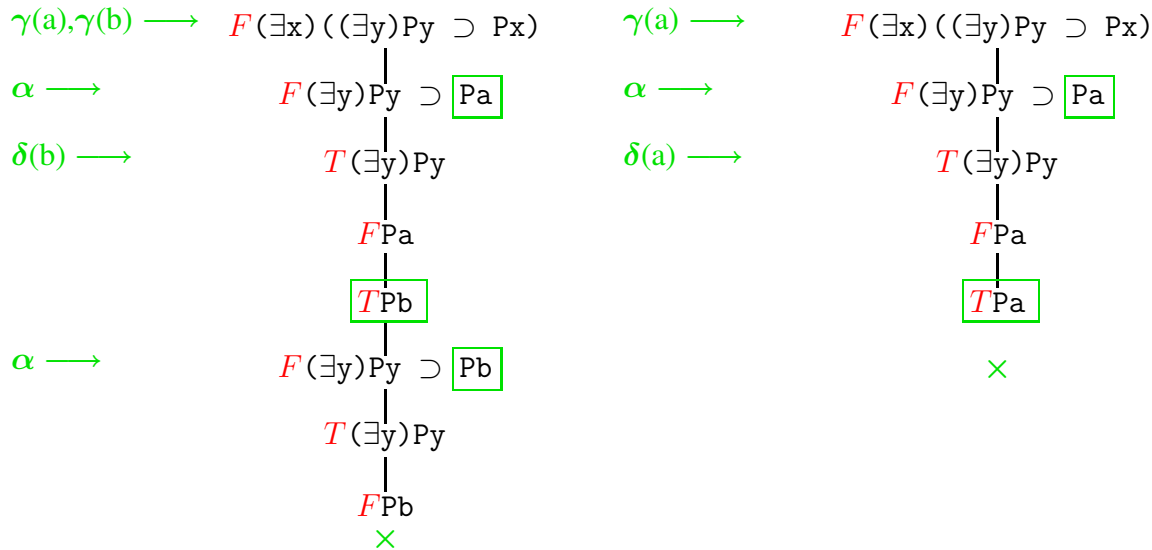 γ(a),γ(b) ⟶ F(∃x)((∃y)Py ⊃ Px)
α ⟶ F(∃y)Py ⊃ Pa
δ(b) ⟶ T(∃y)Py
FPa
TPb
α ⟶ F(∃y)Py ⊃ Pb
T(∃y)Py
FPb
×
γ(a) ⟶ F(∃x)((∃y)Py ⊃ Px)
α ⟶ F(∃y)Py ⊃ Pa
δ(a) ⟶ T(∃y)Py
FPa
TPa
×